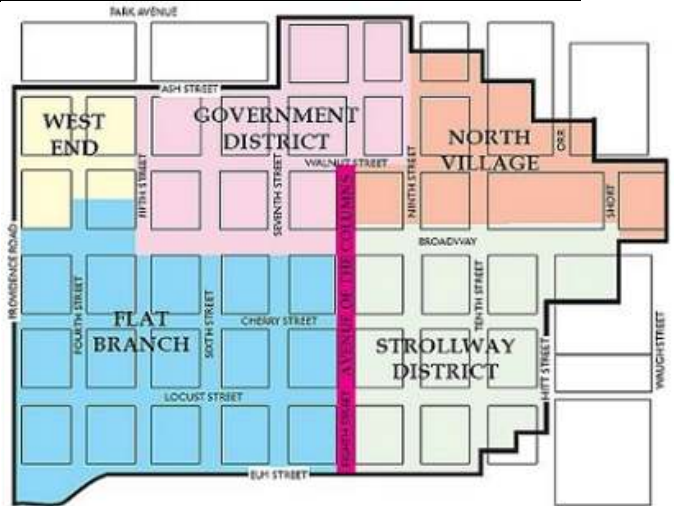 PARK AVENUE
ASH STREET
WEST
END
GOVERNMENT
DISTRICT
NORTH
VILLAGE
ORR
WALNUT STREET
FIFTH STREET
SEVENTH STREET
NINTH STREET
SHORT
PROVIDENCE ROAD
BROADWAY
AVENUE OF THE COLUMNS
FOURTH STREET
SIXTH STREET
TENTH STREET
CHERRY STREET
FLAT
BRANCH
STROLLWAY
DISTRICT
HITT STREET
WAUGH STREET
LOCUST STREET
EIGHTH STREET
ELM STREET